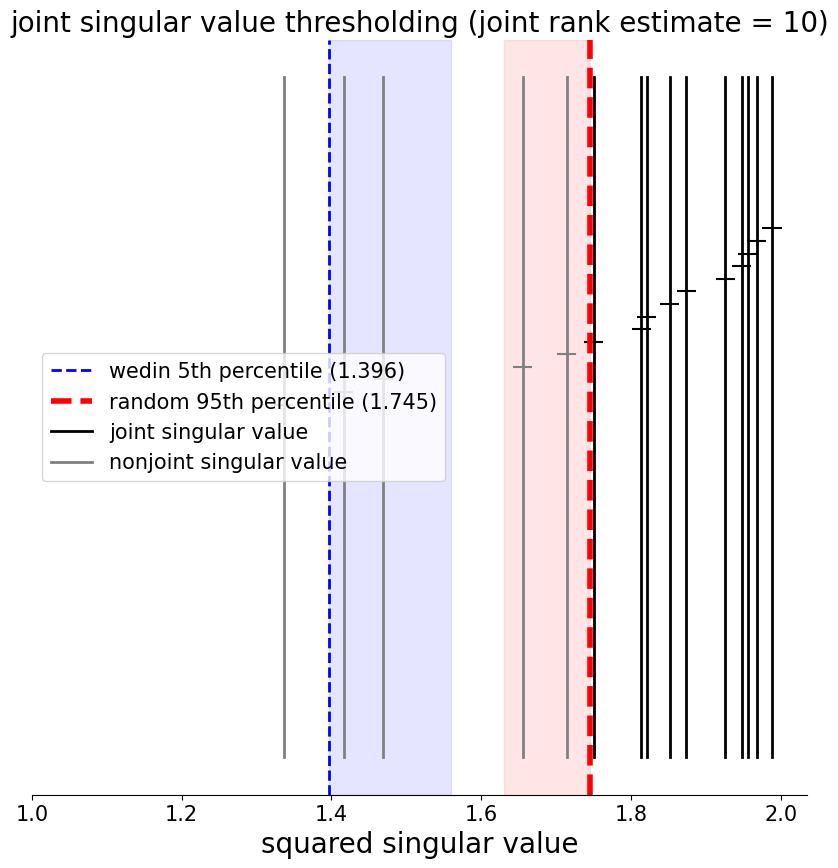 joint singular value thresholding (joint rank estimate = 10)
wedin 5th percentile (1.396)
random 95th percentile (1.745)
joint singular value
nonjoint singular value
1.0 1.2 1.4 1.6 1.8 2.0
squared singular value